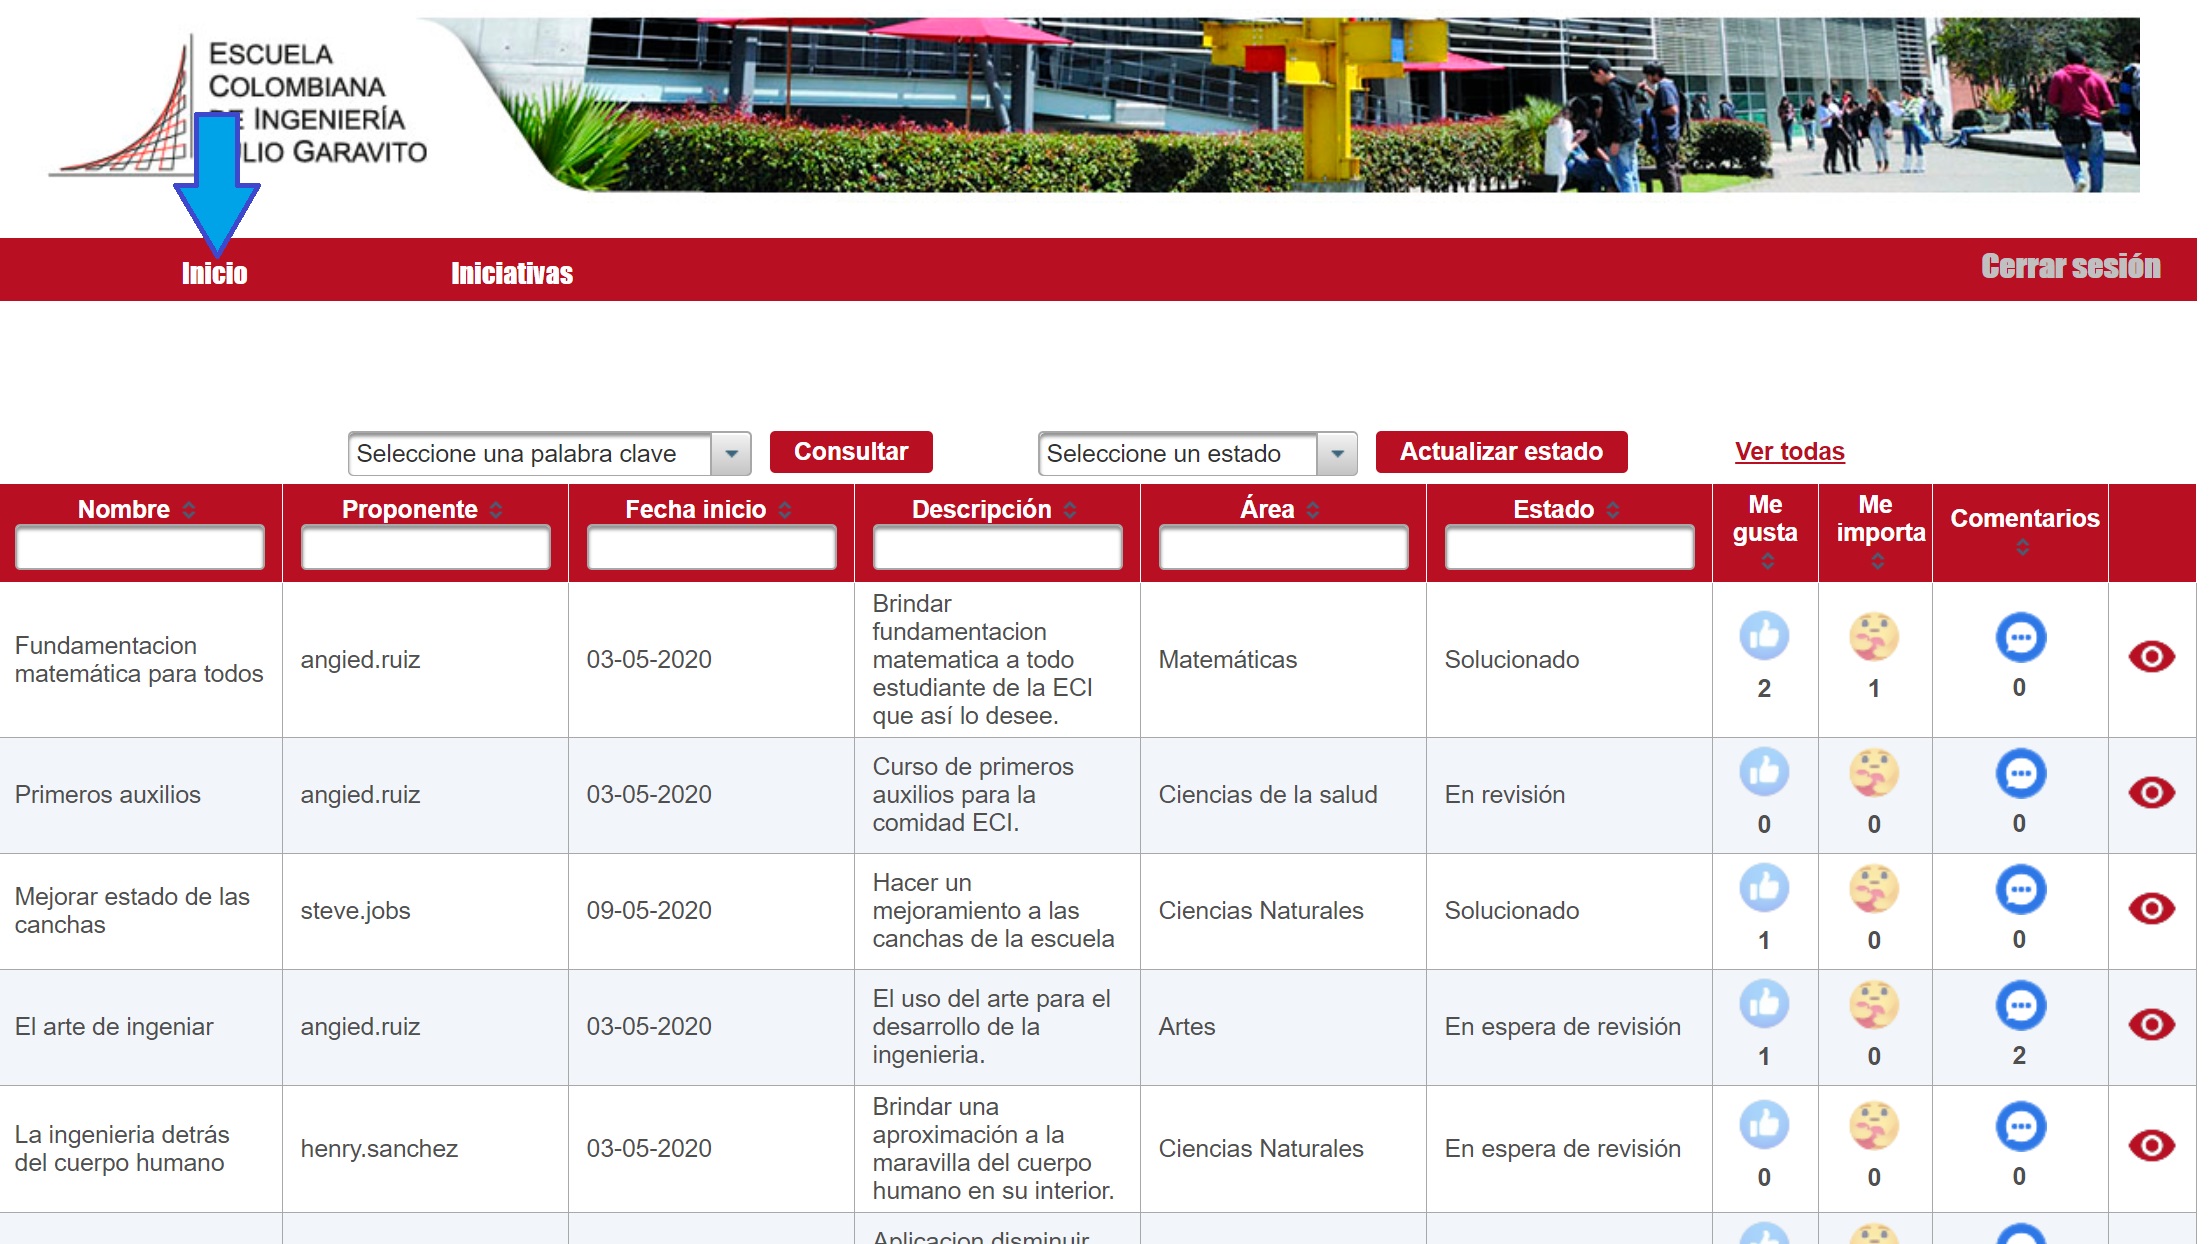 ESCUELA
COLOMBIANA
DE INGENIERÍA
JULIO GARAVITO
Inicio
Iniciativas
Cerrar sesión
Seleccione una palabra clave
Consultar
Seleccione un estado
Actualizar estado
Ver todas
Nombre
Proponente
Fecha inicio
Descripción
Área
Estado
Me
gusta
Me
importa
Comentarios
Fundamentacion
matemática para todos
angied.ruiz
03-05-2020
Brindar
fundamentacion
matematica a todo
estudiante de la ECI
que así lo desee.
Matemáticas
Solucionado
2
1
0
Primeros auxilios
angied.ruiz
03-05-2020
Curso de primeros
auxilios para la
comidad ECI.
Ciencias de la salud
En revisión
0
0
0
Mejorar estado de las
canchas
steve.jobs
09-05-2020
Hacer un
mejoramiento a las
canchas de la escuela
Ciencias Naturales
Solucionado
1
0
0
El arte de ingeniar
angied.ruiz
03-05-2020
El uso del arte para el
desarrollo de la
ingenieria.
Artes
En espera de revisión
1
0
2
La ingenieria detrás
del cuerpo humano
henry.sanchez
03-05-2020
Brindar una
aproximación a la
maravilla del cuerpo
humano en su interior.
Ciencias Naturales
En espera de revisión
0
0
0
Aplicacion disminuir